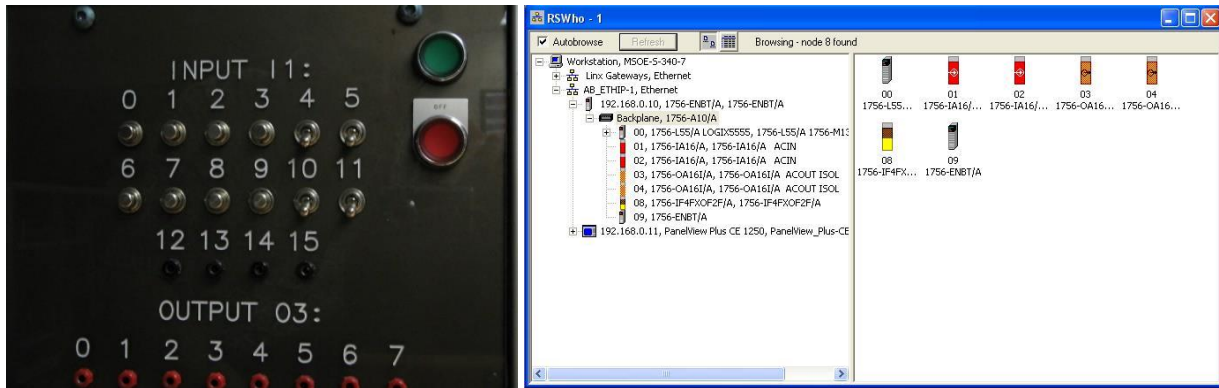 INPUT I1:
0 1 2 3 4 5
6 7 8 9 10 11
12 13 14 15
OUTPUT O3:
0 1 2 3 4 5 6 7
OFF
RSWho - 1
Autobrowse Refresh Browsing - node 8 found
Workstation, MSOE-S-340-7
Linx Gateways, Ethernet
AB_ETHIP-1, Ethernet
192.168.0.10, 1756-ENBT/A, 1756-ENBT/A
Backplane, 1756-A10/A
00, 1756-L55/A LOGIX5555, 1756-L55/A 1756-M13
01, 1756-IA16/A, 1756-IA16/A ACIN
02, 1756-IA16/A, 1756-IA16/A ACIN
03, 1756-OA16I/A, 1756-OA16I/A ACOUT ISOL
04, 1756-OA16I/A, 1756-OA16I/A ACOUT ISOL
08, 1756-IF4FXOF2F/A, 1756-IF4FXOF2F/A
09, 1756-ENBT/A
192.168.0.11, PanelView Plus CE 1250, PanelView_Plus-CE
00 01 02 03 04
1756-L55... 1756-IA16/... 1756-IA16/... 1756-OA16... 1756-OA16...
08 09
1756-IF4FX... 1756-ENBT/A